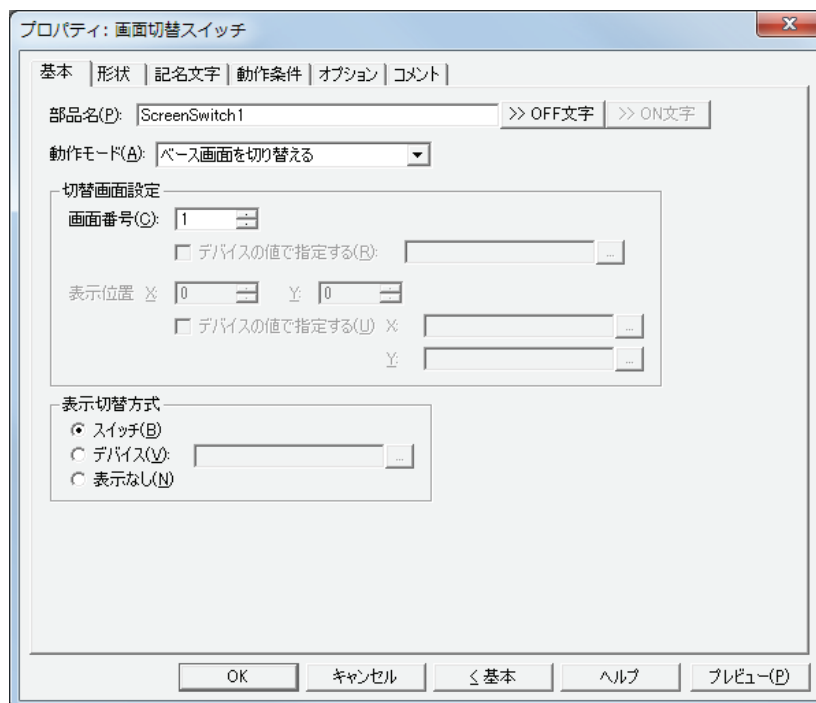 プロパティ: 画面切替スイッチ
基本 形状 記名文字 動作条件 オプション コメント
部品名(P): ScreenSwitch1 >> OFF文字 >> ON文字
動作モード(A): ベース画面を切り替える
切替画面設定
画面番号(C): 1
デバイスの値で指定する(R): ...
表示位置 X: 0 Y: 0
デバイスの値で指定する(U) X: ...
Y: ...
表示切替方式
スイッチ(B)
デバイス(V): ...
表示なし(N)
OK キャンセル < 基本 ヘルプ プレビュー(P)